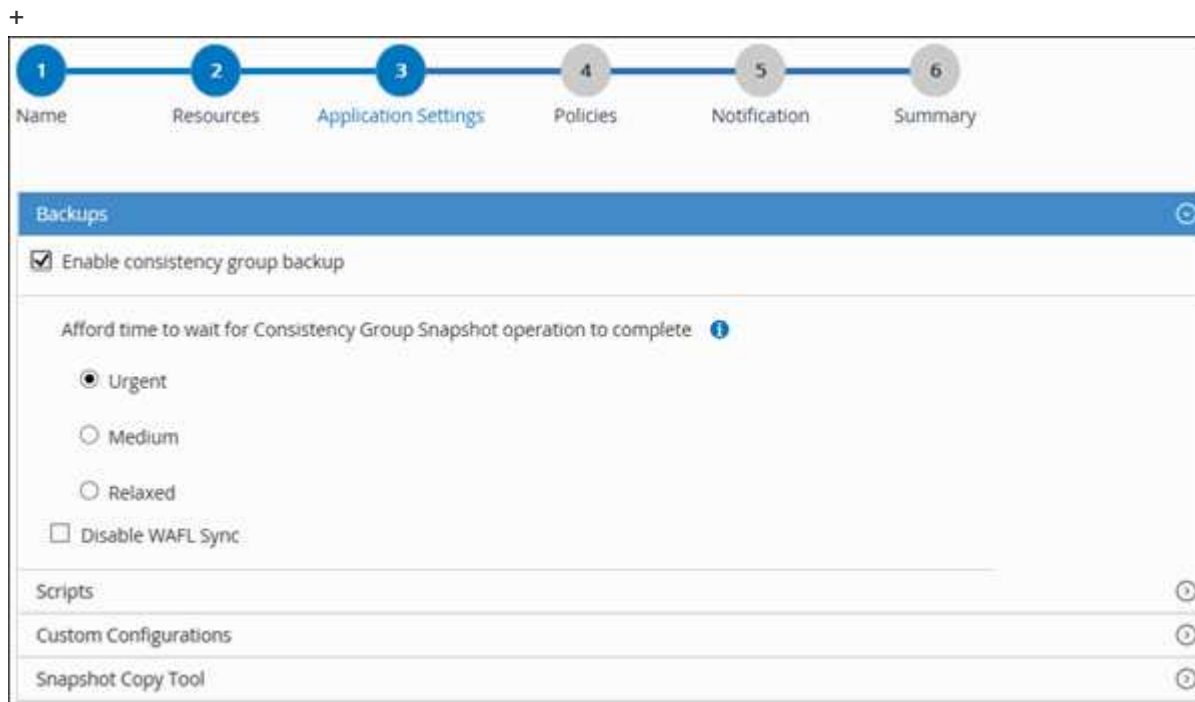 +
1 2 3 4 5 6
Name Resources Application Settings Policies Notification Summary
Backups
Enable consistency group backup
Afford time to wait for Consistency Group Snapshot operation to complete
Urgent
Medium
Relaxed
Disable WAFL Sync
Scripts
Custom Configurations
Snapshot Copy Tool